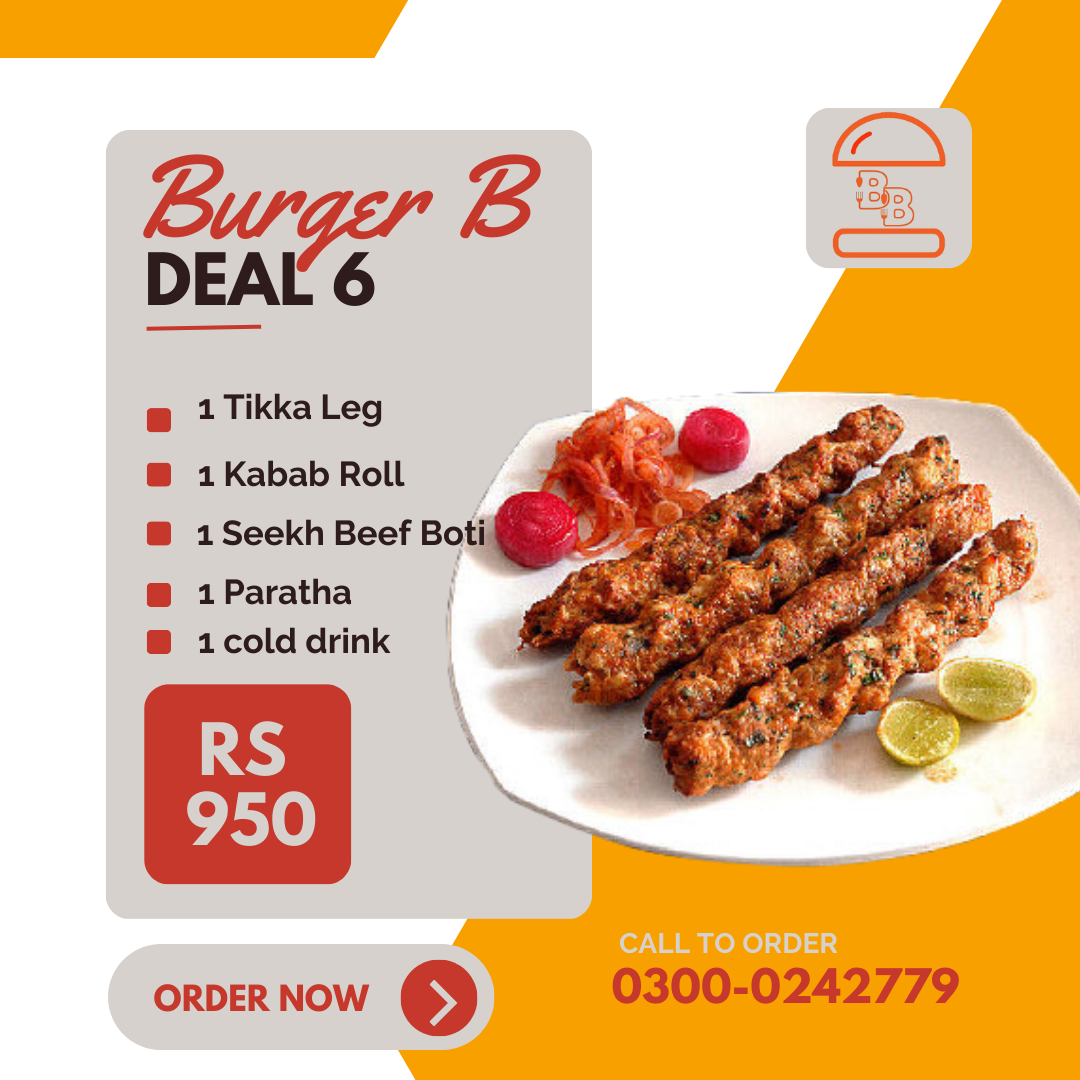 Burger B
DEAL 6
1 Tikka Leg
1 Kabab Roll
1 Seekh Beef Boti
1 Paratha
1 cold drink
RS
950
ORDER NOW
CALL TO ORDER
0300-0242779
B
B